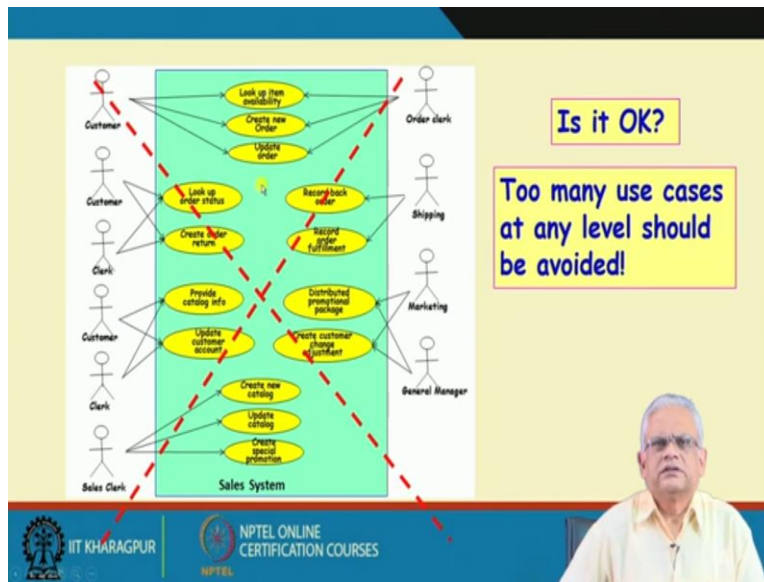 Look up item
availability
Create new
Order
Update
order
Customer
Order clerk
Is it OK?
Too many use cases
at any level should
be avoided!
Customer
Look up
order status
Record back
order
Shipping
Clerk
Create order
return
Record
order
fulfillment
Customer
Provide
catalog info
Distributed
promotional
package
Marketing
Clerk
Update
customer
account
Create customer
change
adjustment
General Manager
Create new
catalog
Update
catalog
Create
special
promotion
Sales Clerk
Sales System
IIT KHARAGPUR
NPTEL
NPTEL ONLINE
CERTIFICATION COURSES